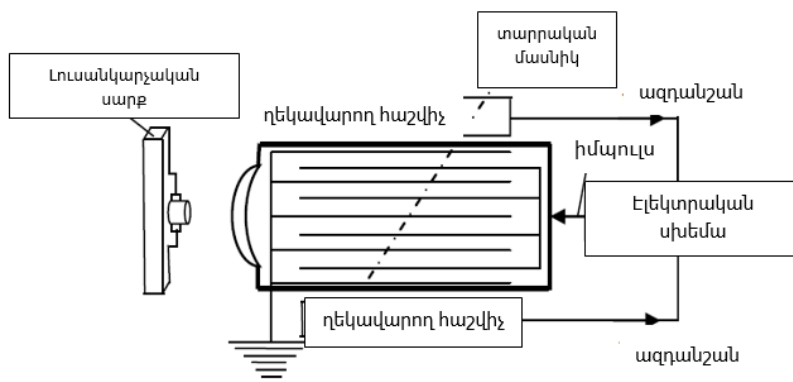 տարրական
մասնիկ
Լուսանկարչական
սարք
ղեկավարող հաշվիչ
ազդանշան
իմպուլս
Էլեկտրական
սխեմա
ղեկավարող հաշվիչ
ազդանշան